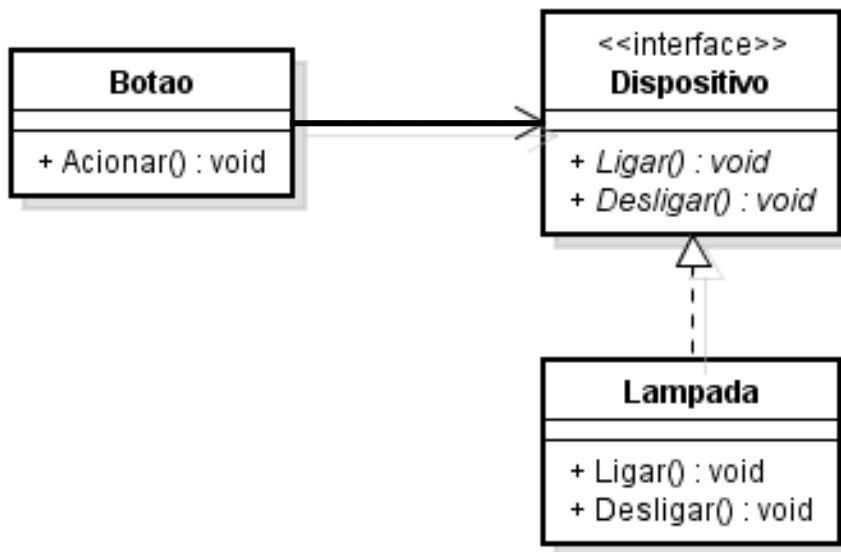 Botao
+ Acionar() : void
<<interface>>
Dispositivo
+ Ligar() : void
+ Desligar() : void
Lampada
+ Ligar() : void
+ Desligar() : void